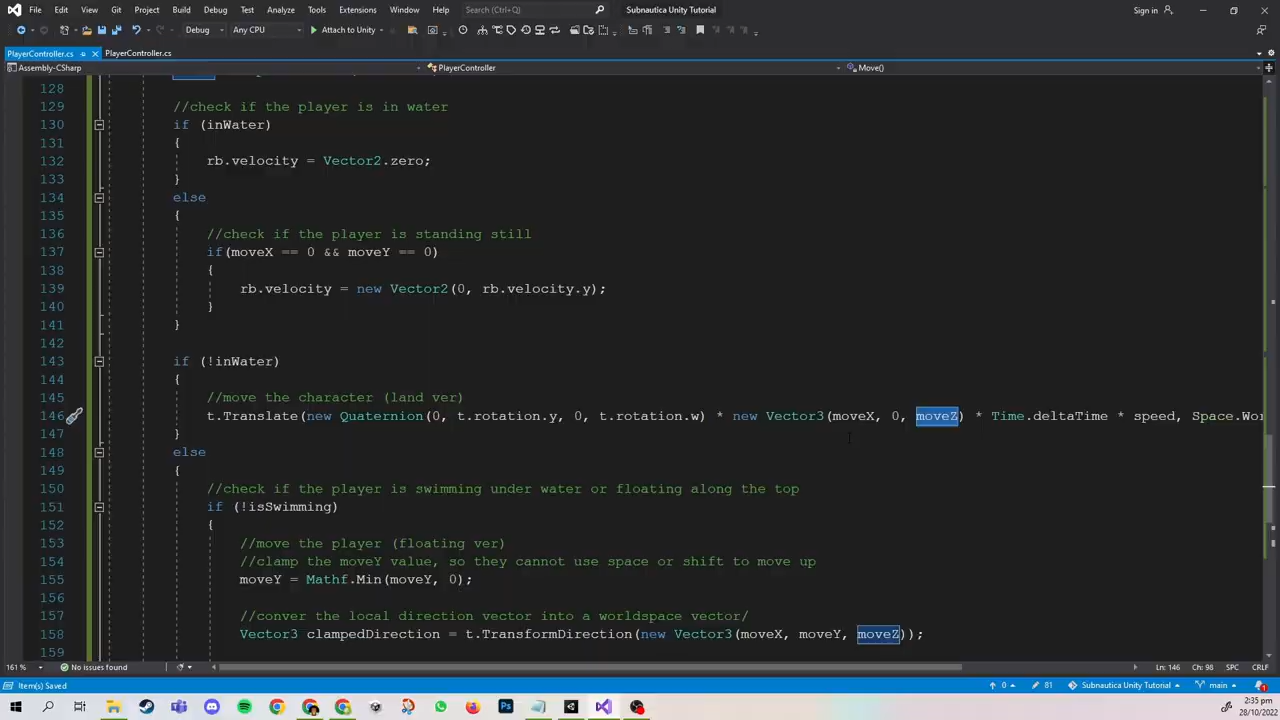 File Edit View Git Project Build Debug Test Analyze Tools Extensions Window Help Search (Ctrl+Q) Subnautica Unity Tutorial Sign in
Debug Any CPU Attach to Unity
PlayerController.cs PlayerController.cs
Assembly-CSharp PlayerController Move()
128
129 //check if the player is in water
130 if (inWater)
131 {
132 rb.velocity = Vector2.zero;
133 }
134 else
135 {
136 //check if the player is standing still
137 if(moveX == 0 && moveY == 0)
138 {
139 rb.velocity = new Vector2(0, rb.velocity.y);
140 }
141 }
142
143 if (!inWater)
144 {
145 //move the character (land ver)
146 t.Translate(new Quaternion(0, t.rotation.y, 0, t.rotation.w) * new Vector3(moveX, 0, moveZ) * Time.deltaTime * speed, Space.Wor
147 }
148 else
149 {
150 //check if the player is swimming under water or floating along the top
151 if (!isSwimming)
152 {
153 //move the player (floating ver)
154 //clamp the moveY value, so they cannot use space or shift to move up
155 moveY = Mathf.Min(moveY, 0);
156
157 //conver the local direction vector into a worldspace vector/
158 Vector3 clampedDirection = t.TransformDirection(new Vector3(moveX, moveY, moveZ));
159
161 % No issues found Ln: 146 Ch: 98 SPC CRLF
Item(s) Saved 0 81 Subnautica Unity Tutorial main
2:35 pm
28/10/2022